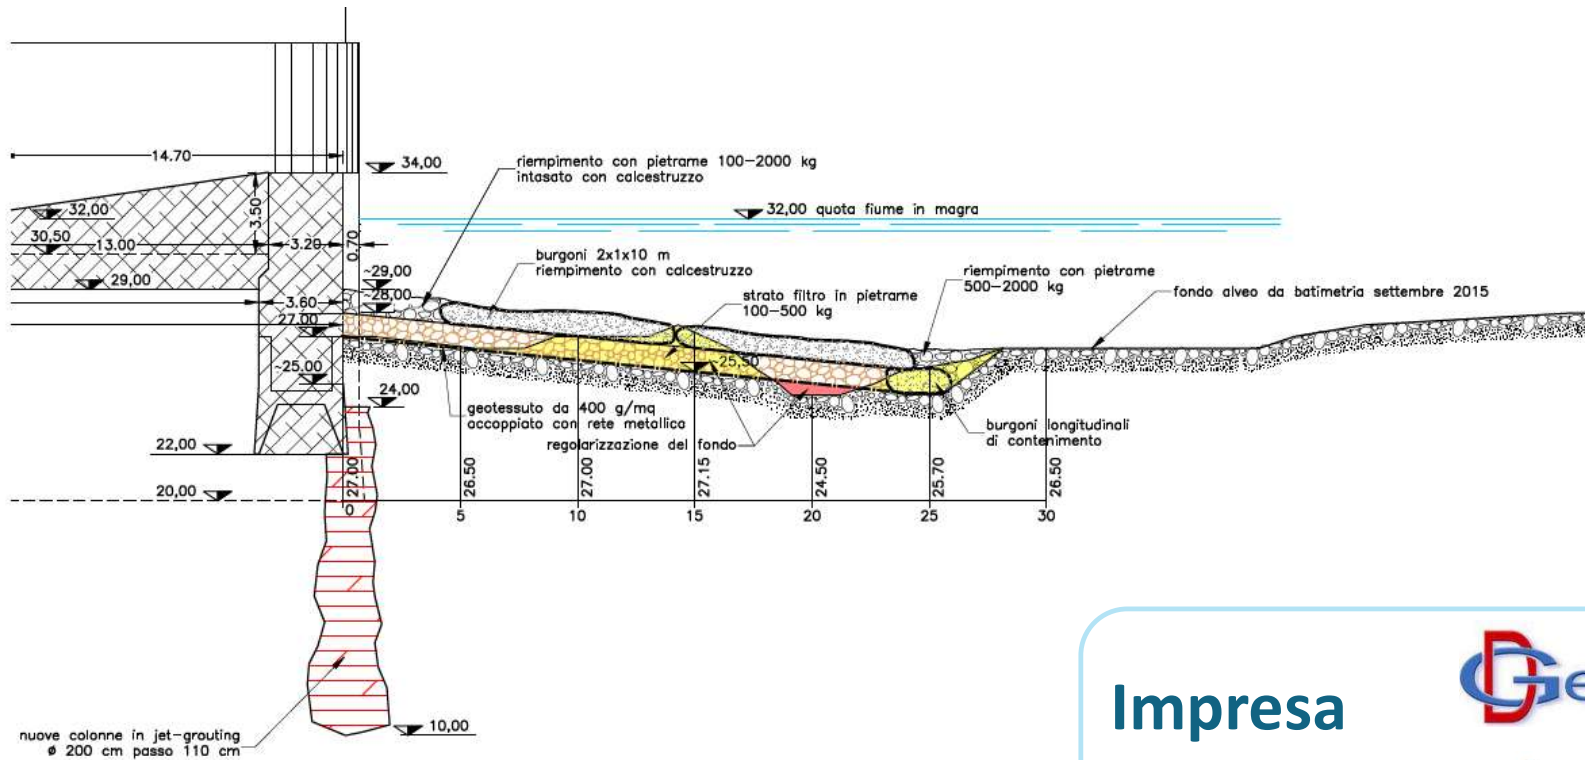 14.70
34,00
riempimento con pietrame 100-2000 kg
intasato con calcestruzzo
32,00
3.50
32,00 quota fiume in magra
30,50
13.00
3.20
0.70
burgoni 2x1x10 m
riempimento con calcestruzzo
~29,00
29,00
riempimento con pietrame
500-2000 kg
strato filtro in pietrame
100-500 kg
fondo alveo da batimetria settembre 2015
3.60
~28,00
27,00
~25,00
~25,50
24,00
geotessuto da 400 g/mq
accoppiato con rete metallica
regolarizzazione del fondo
burgoni longitudinali
di contenimento
22,00
20,00
27.00
26.50
27.00
27.15
24.50
25.70
26.50
0
5
10
15
20
25
30
nuove colonne in jet-grouting
ø 200 cm passo 110 cm
10,00
Impresa
DGe